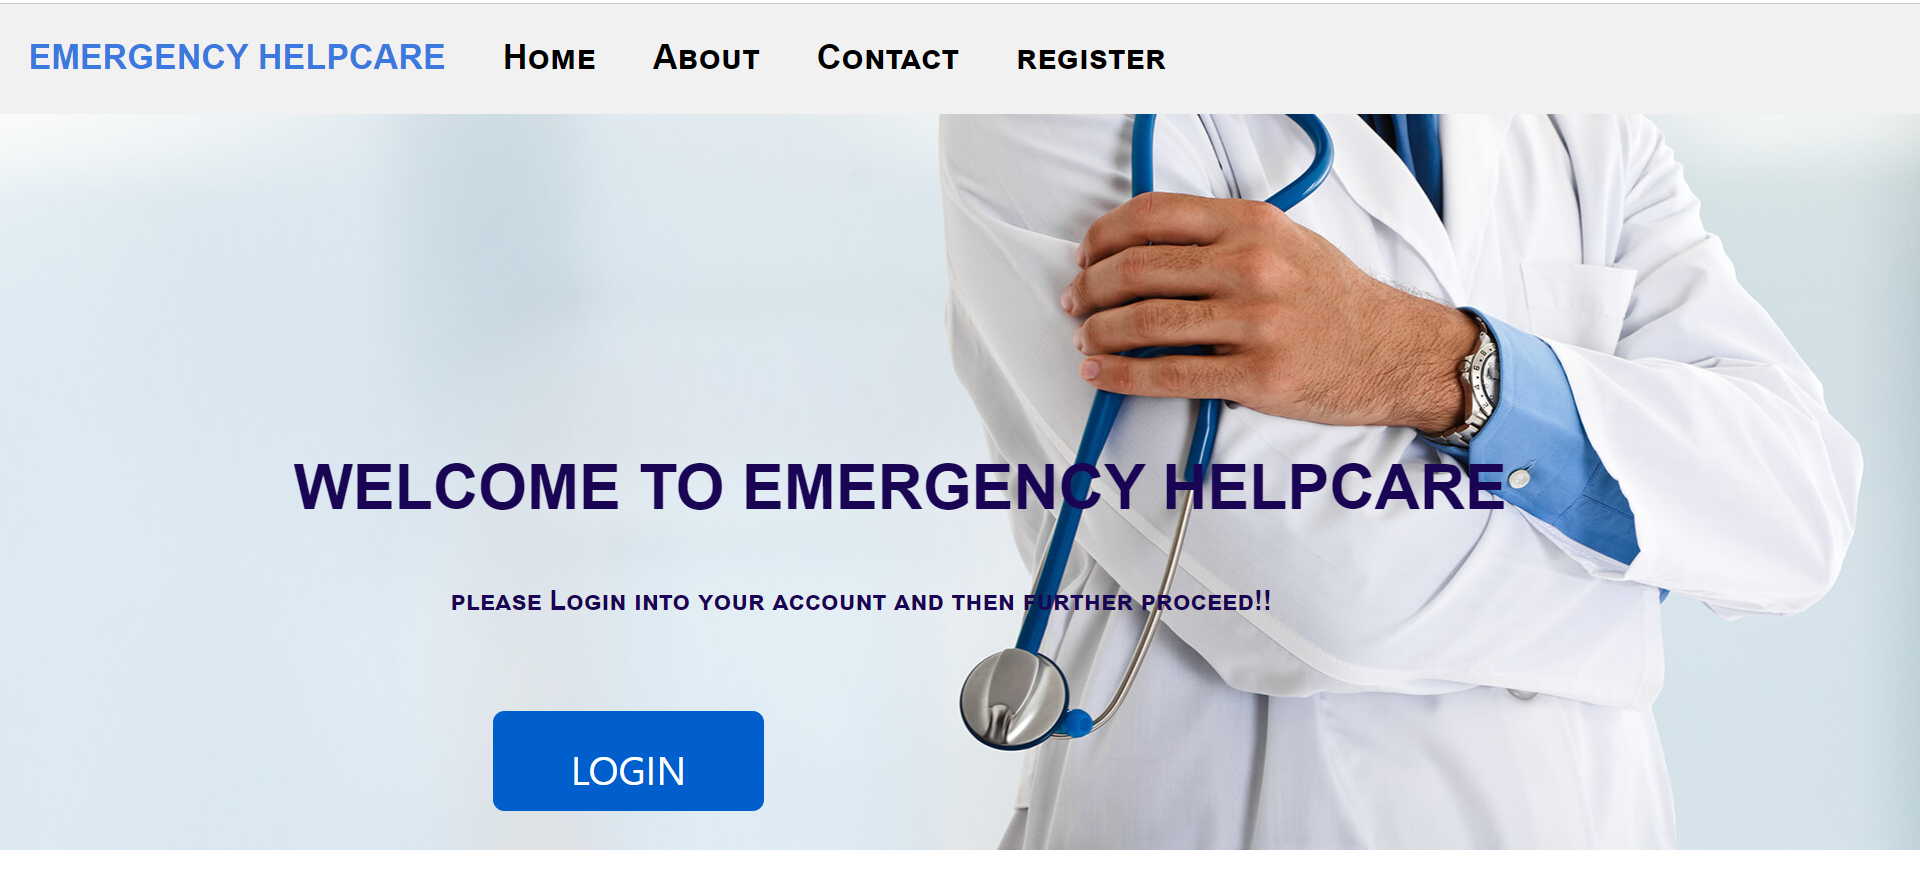 EMERGENCY HELPCARE Home About Contact register
WELCOME TO EMERGENCY HELPCARE
please Login into your account and then further proceed!!
LOGIN